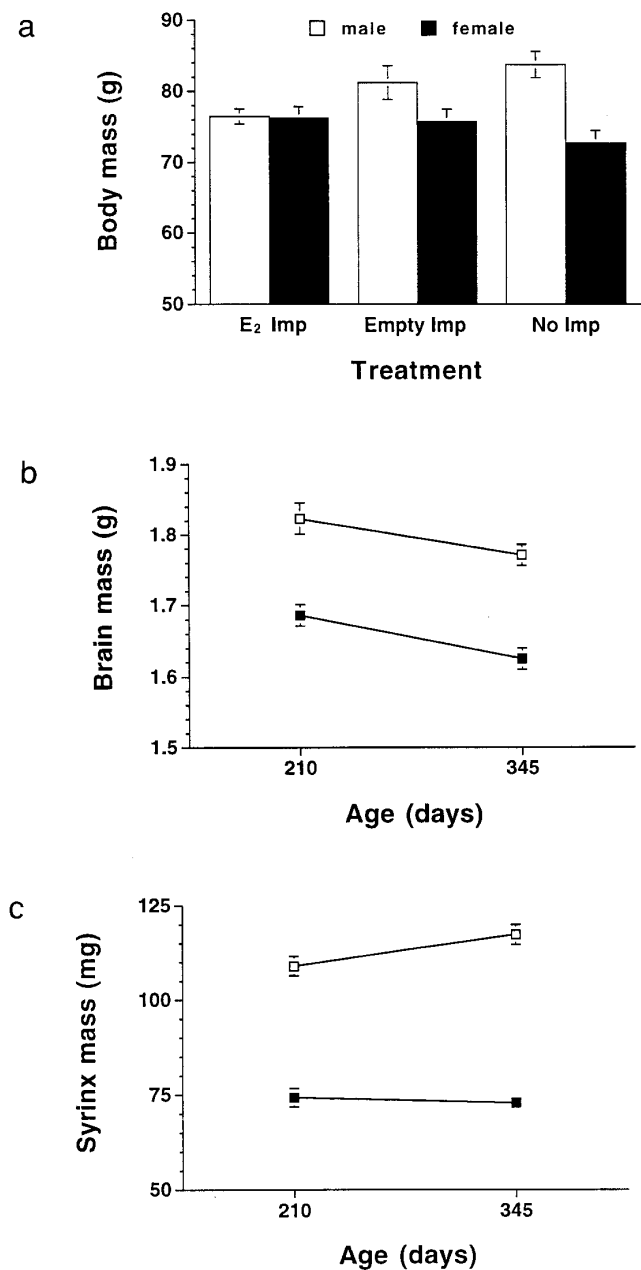 a
male female
90
80
70
60
50
Body mass (g)
E₂ Imp Empty Imp No Imp
Treatment
b
1.9
1.8
1.7
1.6
1.5
Brain mass (g)
210 345
Age (days)
c
125
100
75
50
Syrinx mass (mg)
210 345
Age (days)